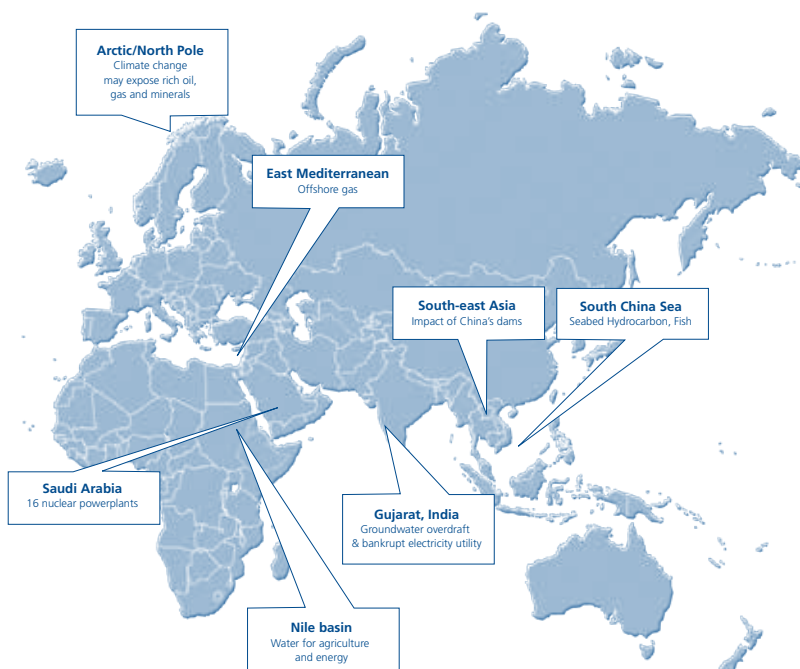 Arctic/North Pole
Climate change
may expose rich oil,
gas and minerals
East Mediterranean
Offshore gas
South-east Asia
Impact of China's dams
South China Sea
Seabed Hydrocarbon, Fish
Saudi Arabia
16 nuclear powerplants
Gujarat, India
Groundwater overdraft
& bankrupt electricity utility
Nile basin
Water for agriculture
and energy